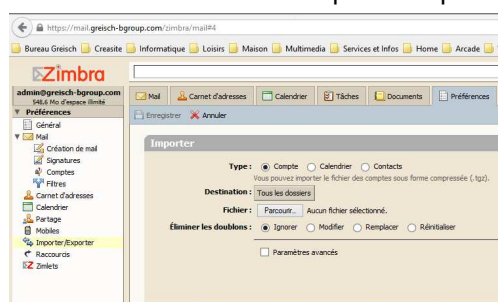 https://mail.greisch-bgroup.com/zimbra/mail#4
Bureau Greisch Creasite Informatique Loisirs Maison Multimedia Services et Infos Home Arcade
Zimbra
admin@greisch-bgroup.com
548,6 Mo d'espace illimité
Mail Carnet d'adresses Calendrier Tâches Documents Préférences
Enregistrer Annuler
Préférences
Général
Mail
Création de mail
Signatures
Comptes
Filtres
Carnet d'adresses
Calendrier
Partage
Mobiles
Importer/Exporter
Raccourcis
Zimlets
Importer
Type : Compte Calendrier Contacts
Vous pouvez importer le fichier des comptes sous forme compressée (.tgz).
Destination : Tous les dossiers
Fichier : Parcourir... Aucun fichier sélectionné.
Éliminer les doublons : Ignorer Modifier Remplacer Réinitialiser
Paramètres avancés